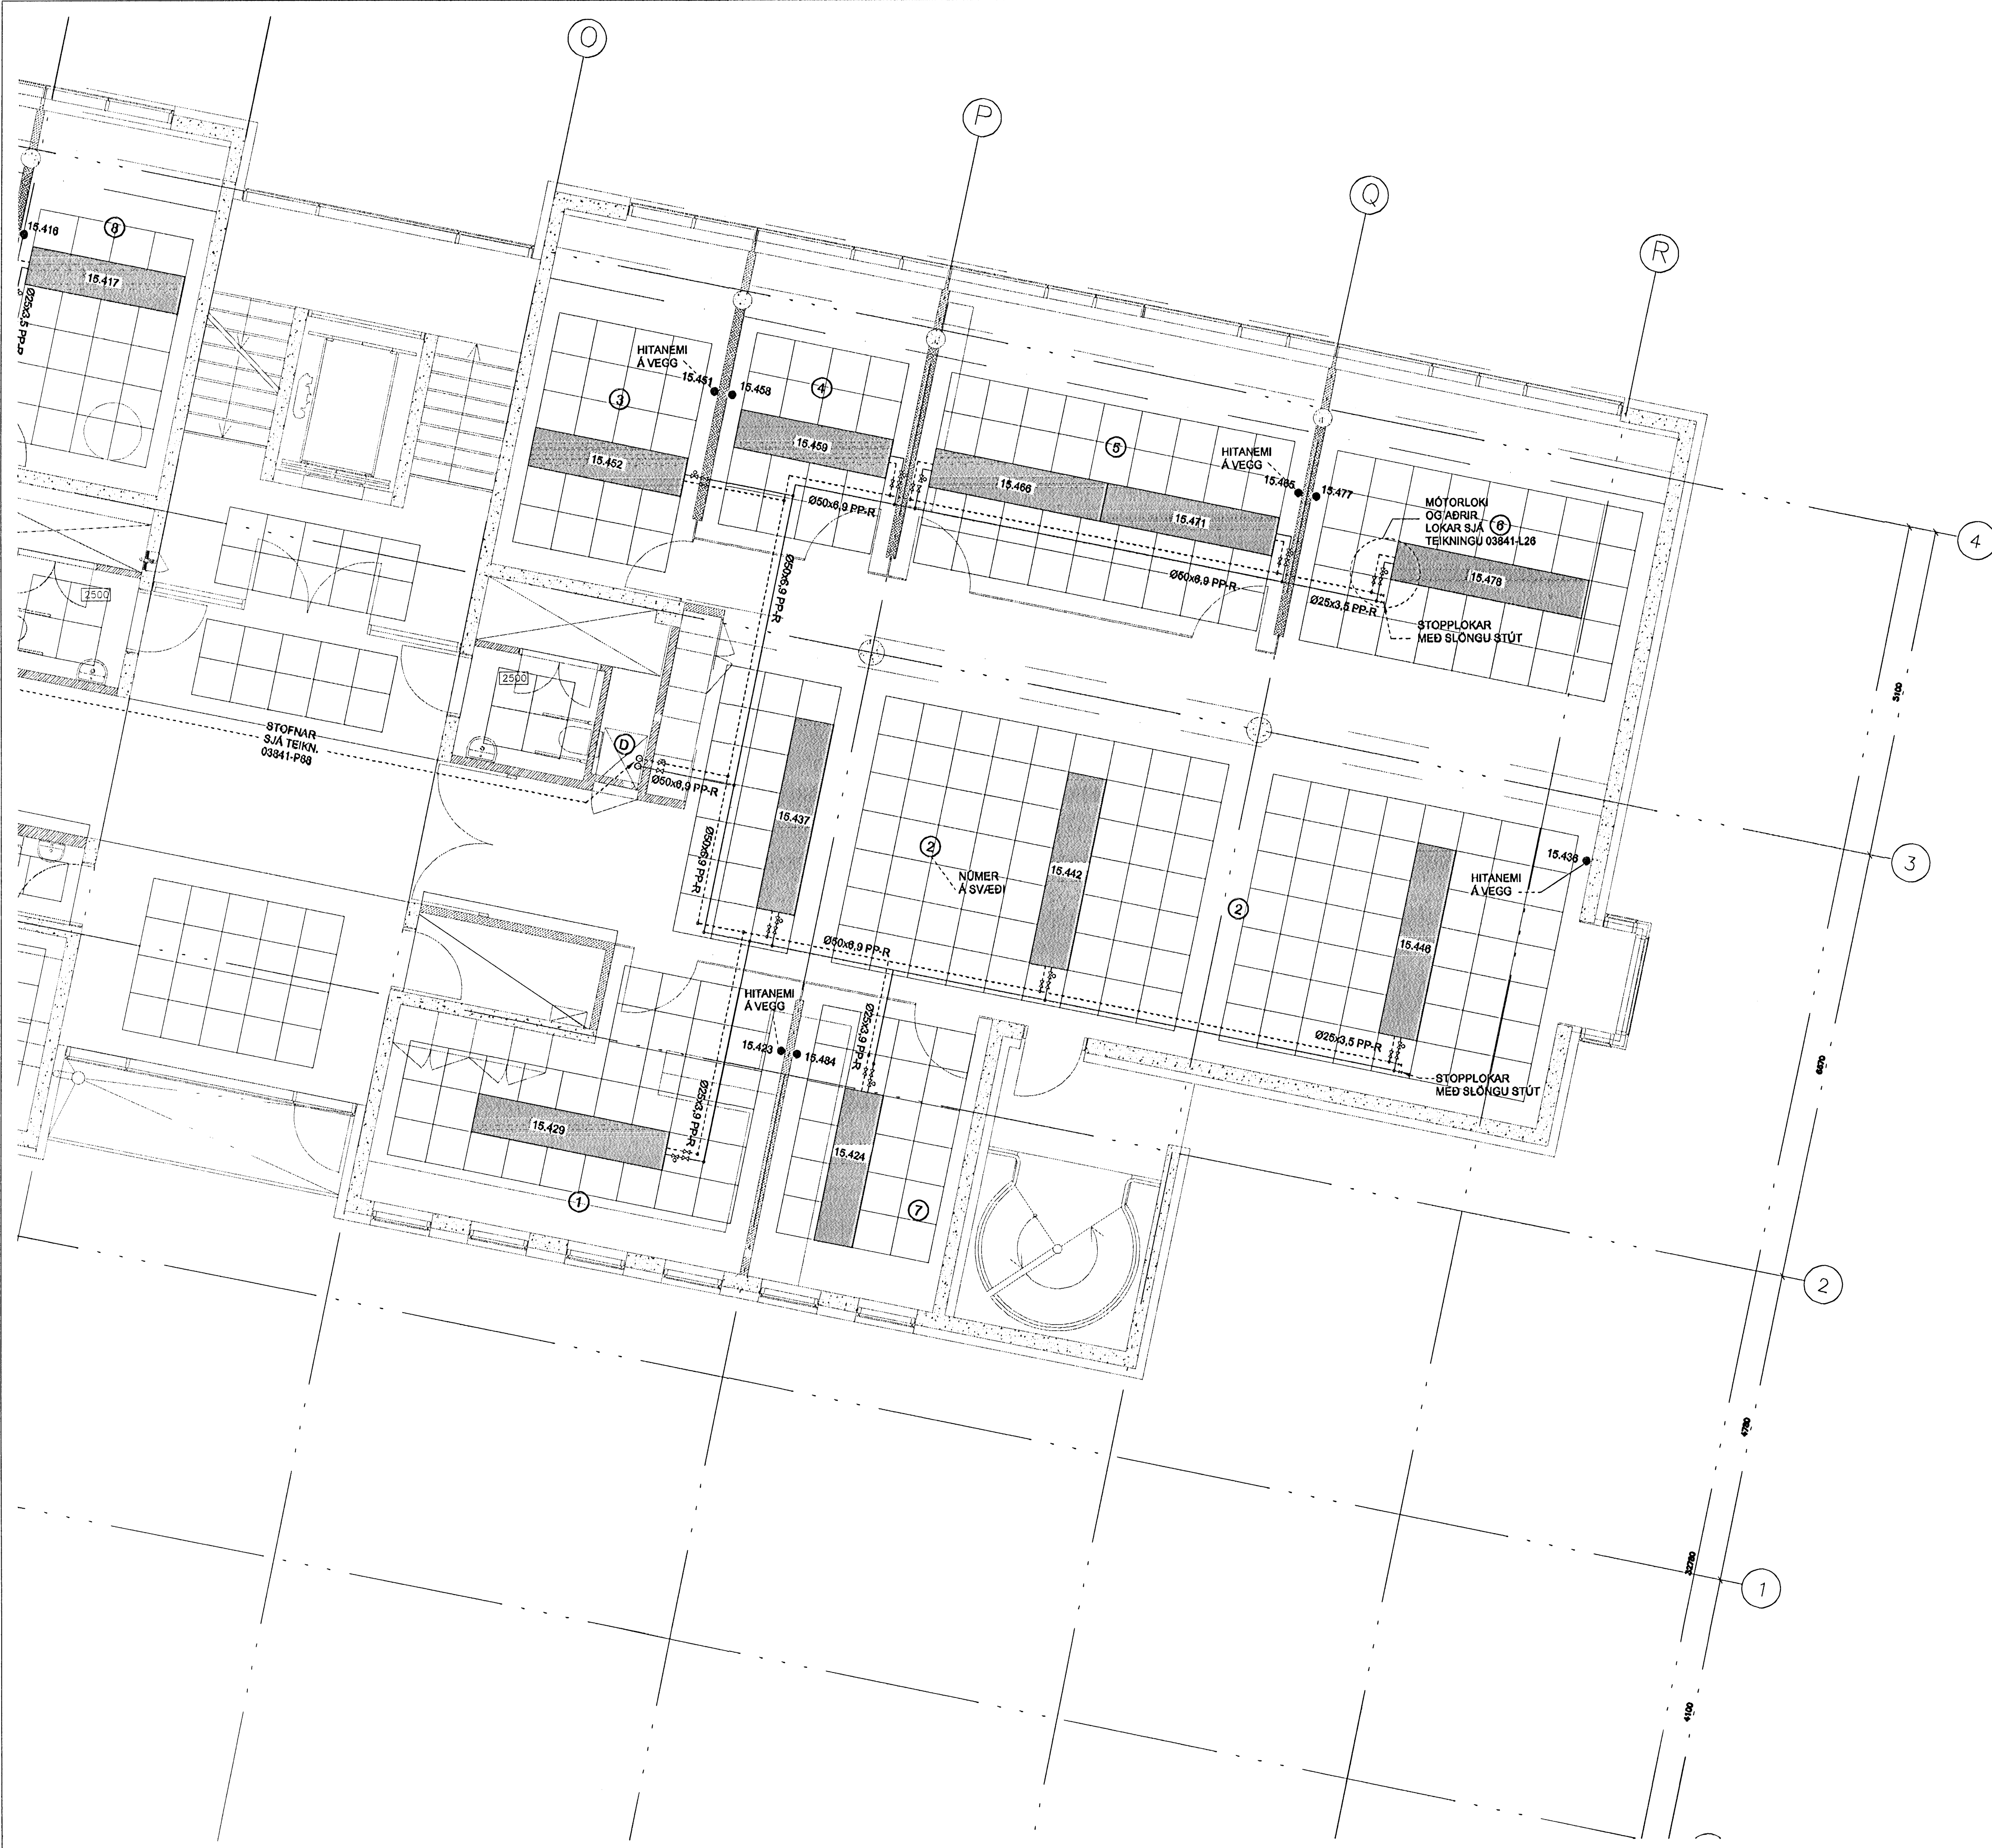 O
P
Q
R
15.416
8
15.417
Ø25x3,5 PP-R
HITANEMI
Á VEGG
15.451
15.458
4
3
15.459
15.452
5
HITANEMI
Á VEGG
15.465
15.477
15.466
15.471
MÓTORLOKI
OG AÐRIR
LOKAR SJÁ
TEIKNINGU 03841-L26
6
15.478
Ø50x6,9 PP-R
Ø50x6,9 PP-R
Ø50x6,9 PP-R
Ø25x3,5 PP-R
STOPPLOKAR
MEÐ SLÖNGU STÚT
4
2500
2500
5100
STOFNAR
SJÁ TEIKN.
03841-P88
D
Ø50x6,9 PP-R
15.437
Ø50x6,9 PP-R
2
NÚMER
Á SVÆÐI
15.442
15.436
HITANEMI
Á VEGG
3
2
15.446
Ø50x6,9 PP-R
HITANEMI
Á VEGG
15.423
15.484
Ø25x3,9 PP-R
Ø25x3,5 PP-R
STOPPLOKAR
MEÐ SLÖNGU STÚT
6570
15.429
Ø25x3,9 PP-R
15.424
1
7
2
4780
32780
1
4100